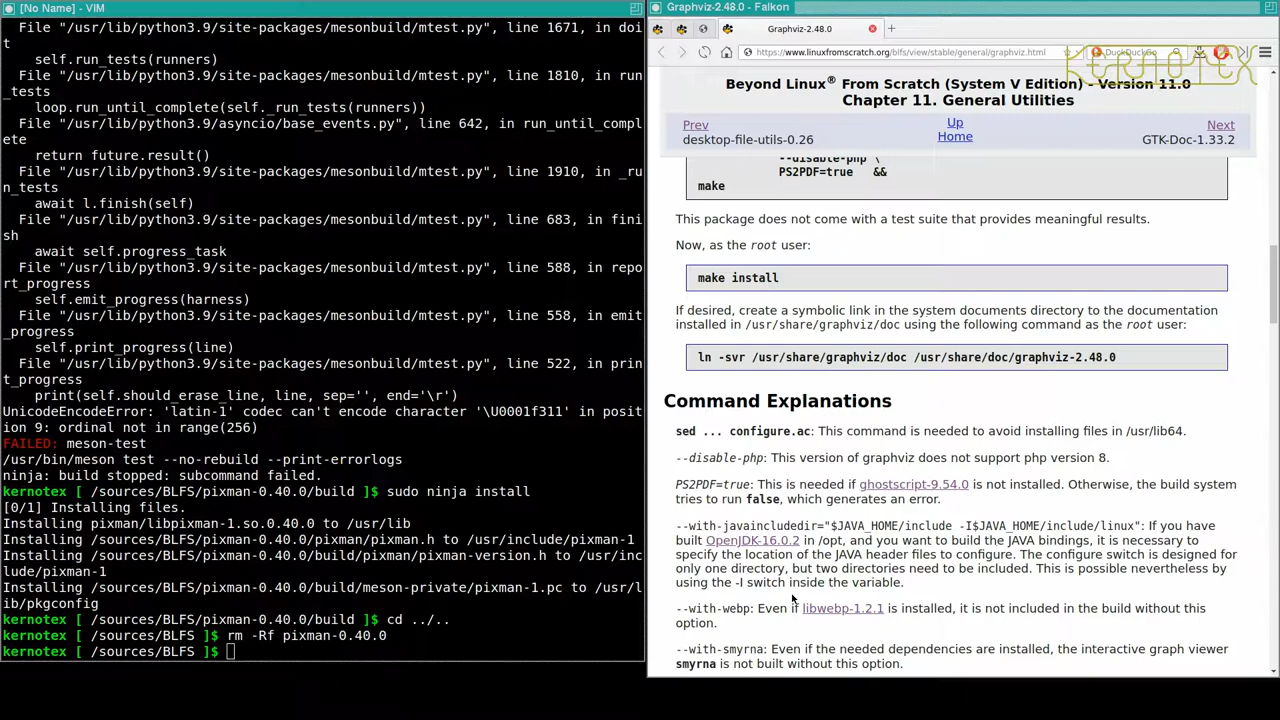 [No Name] - VIM
File "/usr/lib/python3.9/site-packages/mesonbuild/mtest.py", line 1671, in doi
t
self.run_tests(runners)
File "/usr/lib/python3.9/site-packages/mesonbuild/mtest.py", line 1810, in run
_tests
loop.run_until_complete(self._run_tests(runners))
File "/usr/lib/python3.9/asyncio/base_events.py", line 642, in run_until_compl
ete
return future.result()
File "/usr/lib/python3.9/site-packages/mesonbuild/mtest.py", line 1910, in _ru
n_tests
await l.finish(self)
File "/usr/lib/python3.9/site-packages/mesonbuild/mtest.py", line 683, in fini
sh
await self.progress_task
File "/usr/lib/python3.9/site-packages/mesonbuild/mtest.py", line 588, in repo
rt_progress
self.emit_progress(harness)
File "/usr/lib/python3.9/site-packages/mesonbuild/mtest.py", line 558, in emit
_progress
self.print_progress(line)
File "/usr/lib/python3.9/site-packages/mesonbuild/mtest.py", line 522, in prin
t_progress
print(self.should_erase_line, line, sep='', end='\r')
UnicodeEncodeError: 'latin-1' codec can't encode character '\U0001f311' in posit
ion 9: ordinal not in range(256)
FAILED: meson-test
/usr/bin/meson test --no-rebuild --print-errorlogs
ninja: build stopped: subcommand failed.
kernotex [ /sources/BLFS/pixman-0.40.0/build ]$ sudo ninja install
[0/1] Installing files.
Installing pixman/libpixman-1.so.0.40.0 to /usr/lib
Installing /sources/BLFS/pixman-0.40.0/pixman/pixman.h to /usr/include/pixman-1
Installing /sources/BLFS/pixman-0.40.0/build/pixman/pixman-version.h to /usr/inc
lude/pixman-1
Installing /sources/BLFS/pixman-0.40.0/build/meson-private/pixman-1.pc to /usr/l
ib/pkgconfig
kernotex [ /sources/BLFS/pixman-0.40.0/build ]$ cd ../..
kernotex [ /sources/BLFS ]$ rm -Rf pixman-0.40.0
kernotex [ /sources/BLFS ]$
Graphviz-2.48.0 - Falkon
Graphviz-2.48.0
https://www.linuxfromscratch.org/blfs/view/stable/general/graphviz.html
DuckDuckGo
KERNOTEX
Beyond Linux® From Scratch (System V Edition) - Version 11.0
Chapter 11. General Utilities
Prev
Up
Next
desktop-file-utils-0.26
Home
GTK-Doc-1.33.2
--disable-php \
PS2PDF=true &&
make
This package does not come with a test suite that provides meaningful results.
Now, as the root user:
make install
If desired, create a symbolic link in the system documents directory to the documentation
installed in /usr/share/graphviz/doc using the following command as the root user:
ln -svr /usr/share/graphviz/doc /usr/share/doc/graphviz-2.48.0
Command Explanations
sed ... configure.ac: This command is needed to avoid installing files in /usr/lib64.
--disable-php: This version of graphviz does not support php version 8.
PS2PDF=true: This is needed if ghostscript-9.54.0 is not installed. Otherwise, the build system
tries to run false, which generates an error.
--with-javaincludedir="$JAVA_HOME/include -I$JAVA_HOME/include/linux": If you have
built OpenJDK-16.0.2 in /opt, and you want to build the JAVA bindings, it is necessary to
specify the location of the JAVA header files to configure. The configure switch is designed for
only one directory, but two directories need to be included. This is possible nevertheless by
using the -I switch inside the variable.
--with-webp: Even if libwebp-1.2.1 is installed, it is not included in the build without this
option.
--with-smyrna: Even if the needed dependencies are installed, the interactive graph viewer
smyrna is not built without this option.